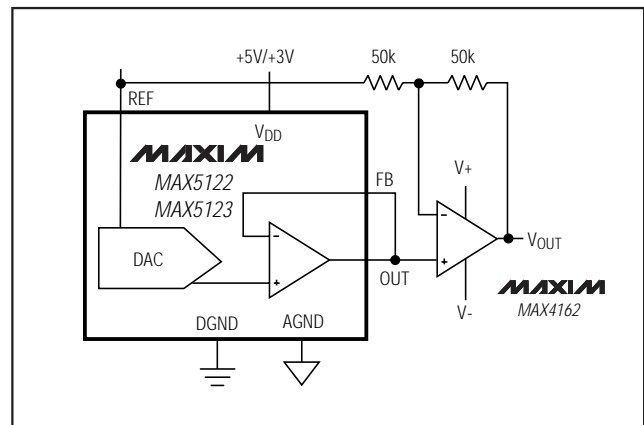 +5V/+3V
50k
50k
REF
VDD
MAXIM
MAX5122
MAX5123
FB
V+
-
-
DAC
+
+
VOUT
OUT
MAXIM
MAX4162
V-
DGND
AGND